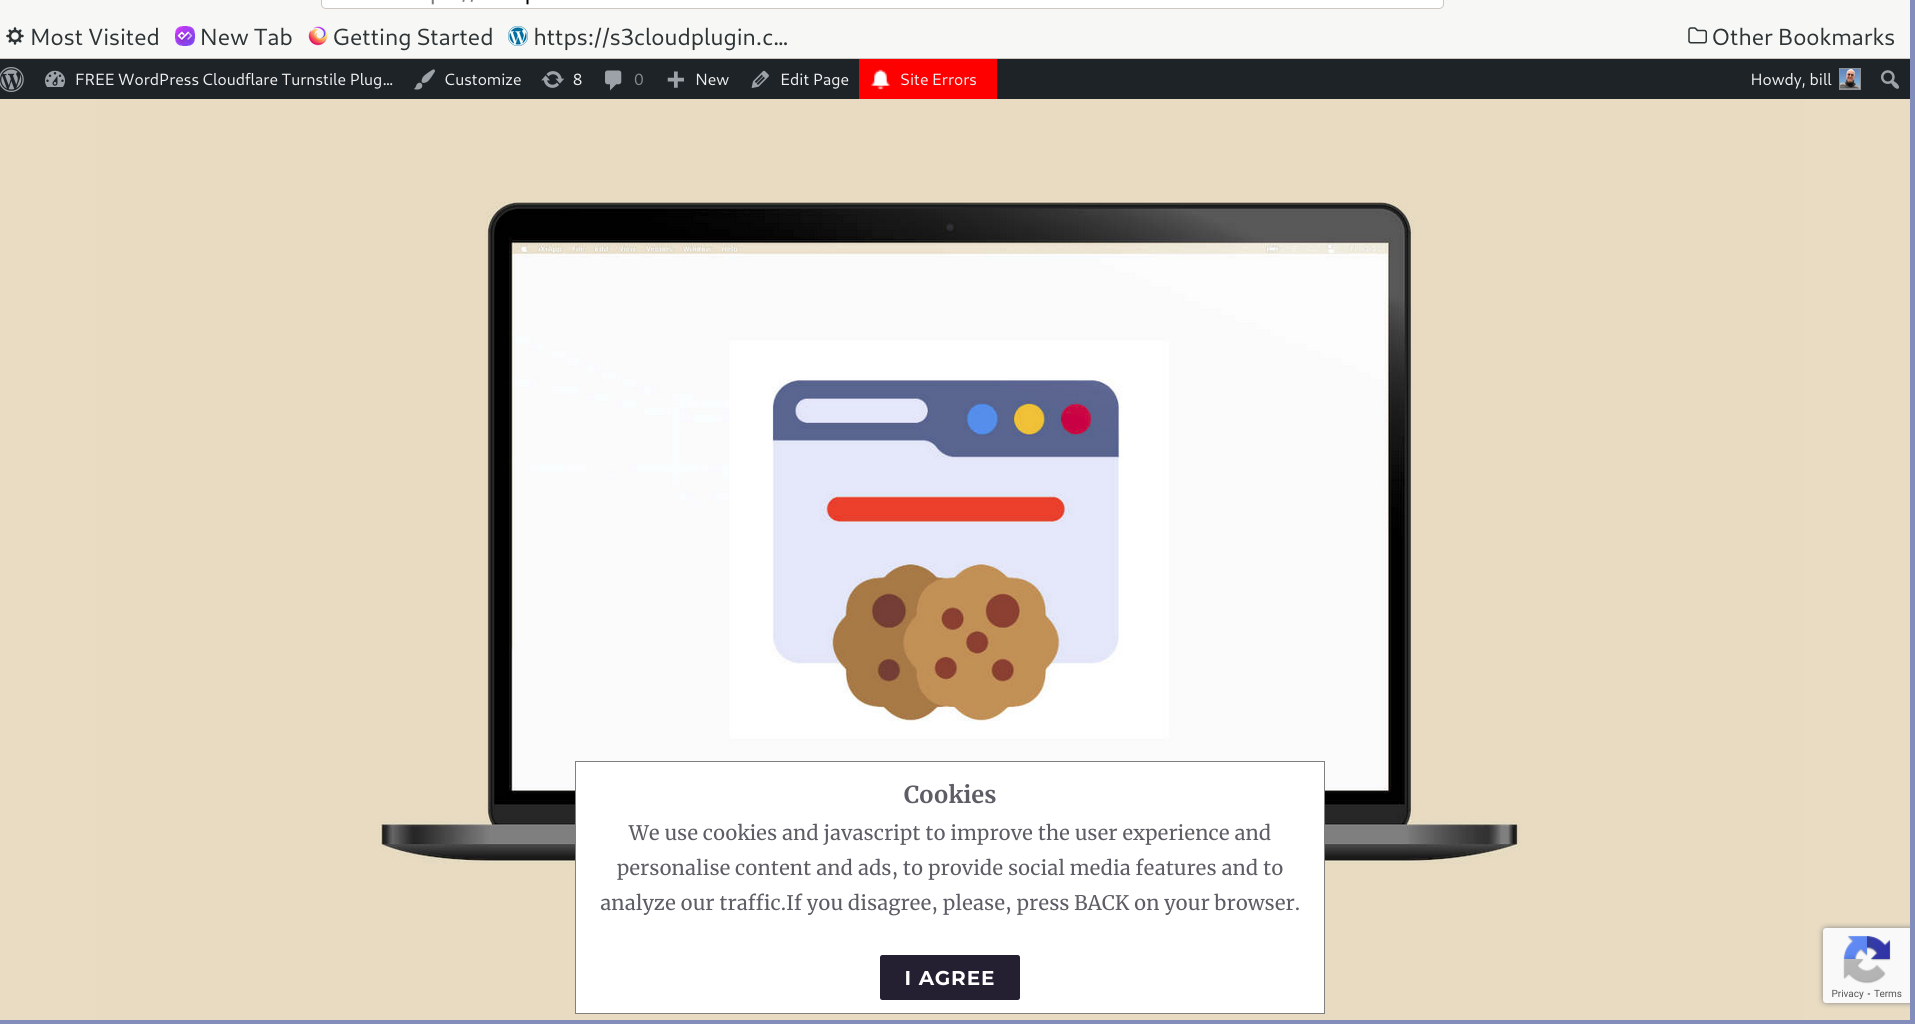 Most Visited New Tab Getting Started https://s3cloudplugin.c... Other Bookmarks
FREE WordPress Cloudflare Turnstile Plug... Customize 8 0 New Edit Page Site Errors Howdy, bill
Cookies
We use cookies and javascript to improve the user experience and
personalise content and ads, to provide social media features and to
analyze our traffic.If you disagree, please, press BACK on your browser.
I AGREE
Privacy - Terms